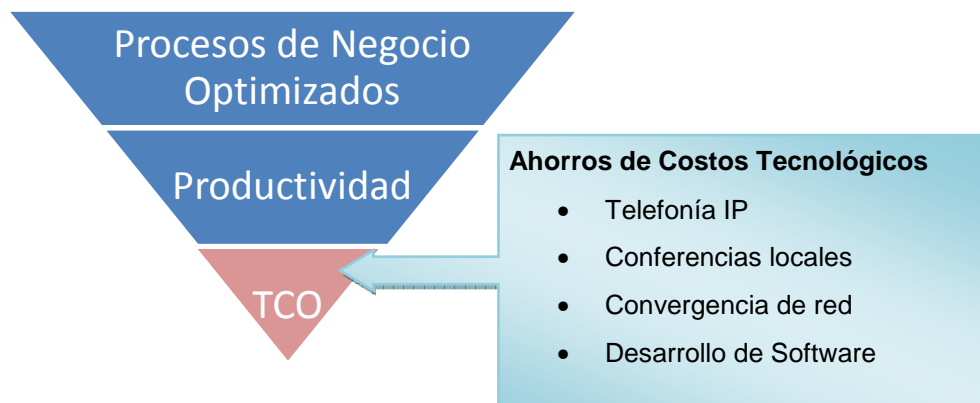 Procesos de Negocio
Optimizados
Productividad
TCO
Ahorros de Costos Tecnológicos
• Telefonía IP
• Conferencias locales
• Convergencia de red
• Desarrollo de Software